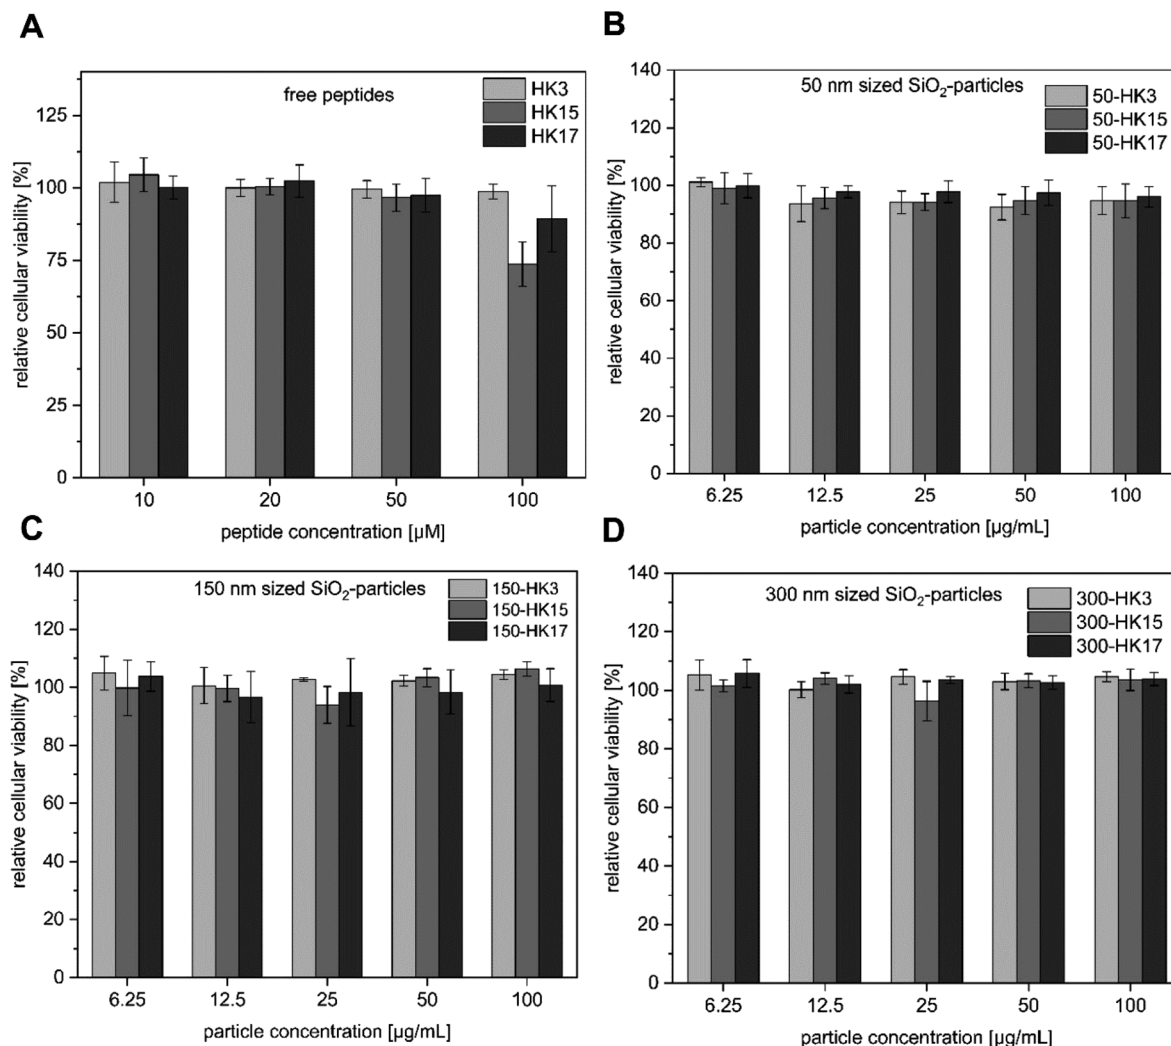 A
free peptides
HK3
HK15
HK17
relative cellular viability [%]
125
100
75
50
25
0
10 20 50 100
peptide concentration [µM]
B
50 nm sized SiO₂-particles
50-HK3
50-HK15
50-HK17
relative cellular viability [%]
140
120
100
80
60
40
20
0
6.25 12.5 25 50 100
particle concentration [µg/mL]
C
150 nm sized SiO₂-particles
150-HK3
150-HK15
150-HK17
relative cellular viability [%]
140
120
100
80
60
40
20
0
6.25 12.5 25 50 100
particle concentration [µg/mL]
D
300 nm sized SiO₂-particles
300-HK3
300-HK15
300-HK17
relative cellular viability [%]
140
120
100
80
60
40
20
0
6.25 12.5 25 50 100
particle concentration [µg/mL]